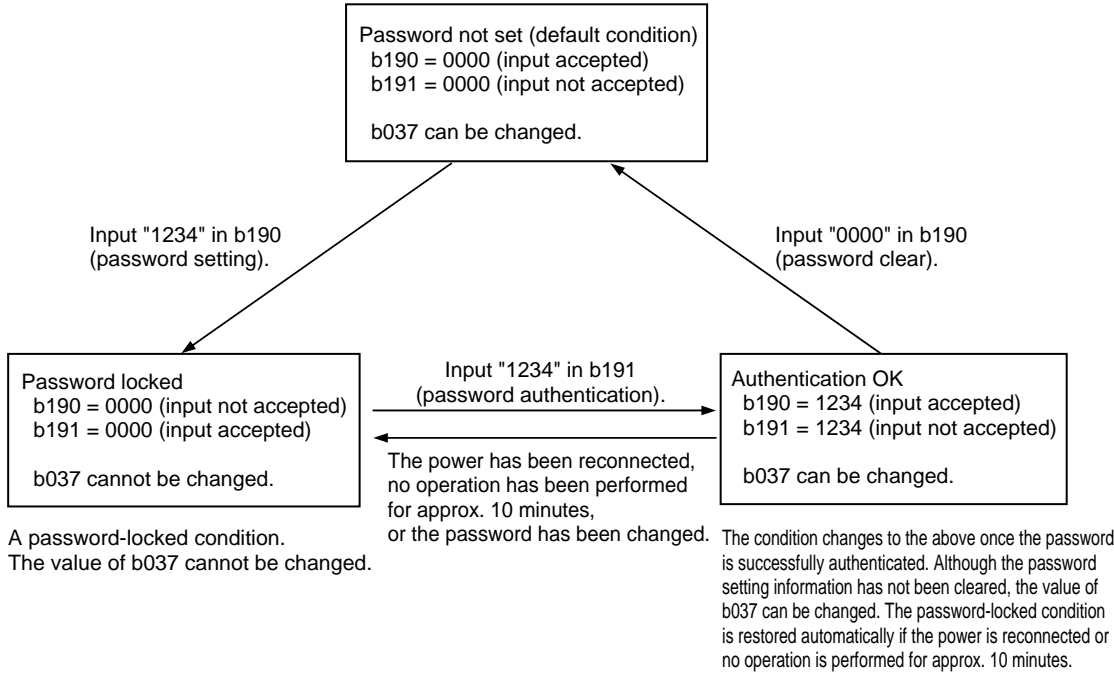 Password not set (default condition)
b190 = 0000 (input accepted)
b191 = 0000 (input not accepted)
b037 can be changed.
Input "1234" in b190
(password setting).
Input "0000" in b190
(password clear).
Password locked
b190 = 0000 (input not accepted)
b191 = 0000 (input accepted)
b037 cannot be changed.
Input "1234" in b191
(password authentication).
The power has been reconnected,
no operation has been performed
for approx. 10 minutes,
or the password has been changed.
Authentication OK
b190 = 1234 (input accepted)
b191 = 1234 (input not accepted)
b037 can be changed.
A password-locked condition.
The value of b037 cannot be changed.
The condition changes to the above once the password
is successfully authenticated. Although the password
setting information has not been cleared, the value of
b037 can be changed. The password-locked condition
is restored automatically if the power is reconnected or
no operation is performed for approx. 10 minutes.